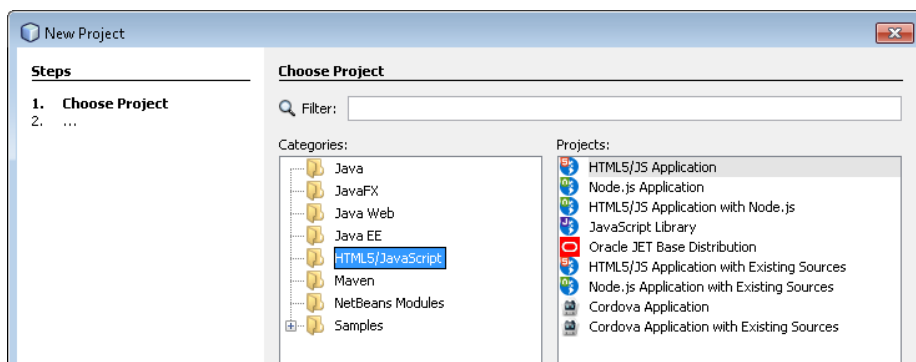 New Project
Steps
1. Choose Project
2. ...
Choose Project
Filter:
Categories:
Java
JavaFX
Java Web
Java EE
HTML5/JavaScript
Maven
NetBeans Modules
Samples
Projects:
HTML5/JS Application
Node.js Application
HTML5/JS Application with Node.js
JavaScript Library
Oracle JET Base Distribution
HTML5/JS Application with Existing Sources
Node.js Application with Existing Sources
Cordova Application
Cordova Application with Existing Sources